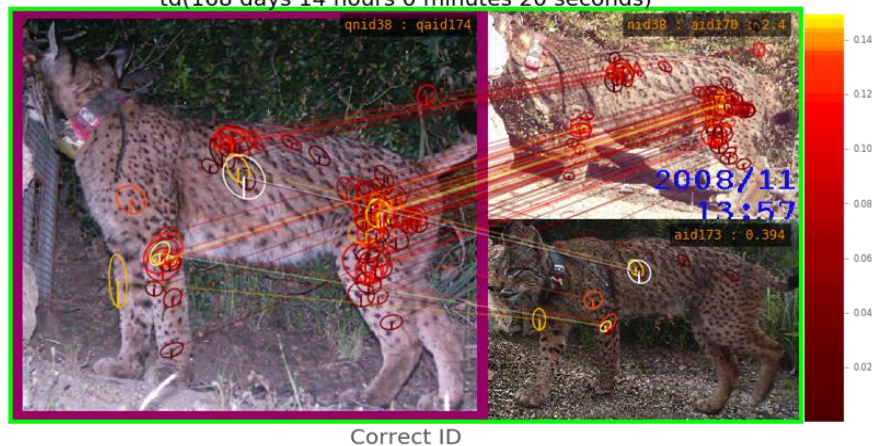 td(168 days 14 hours 6 minutes 20 seconds)
qnid38 : qaid174
nid38 : aid170 : 2.4
0.14
0.12
0.10
0.08
0.06
0.04
0.02
2008/11
13:57
aid173 : 0.394
Correct ID